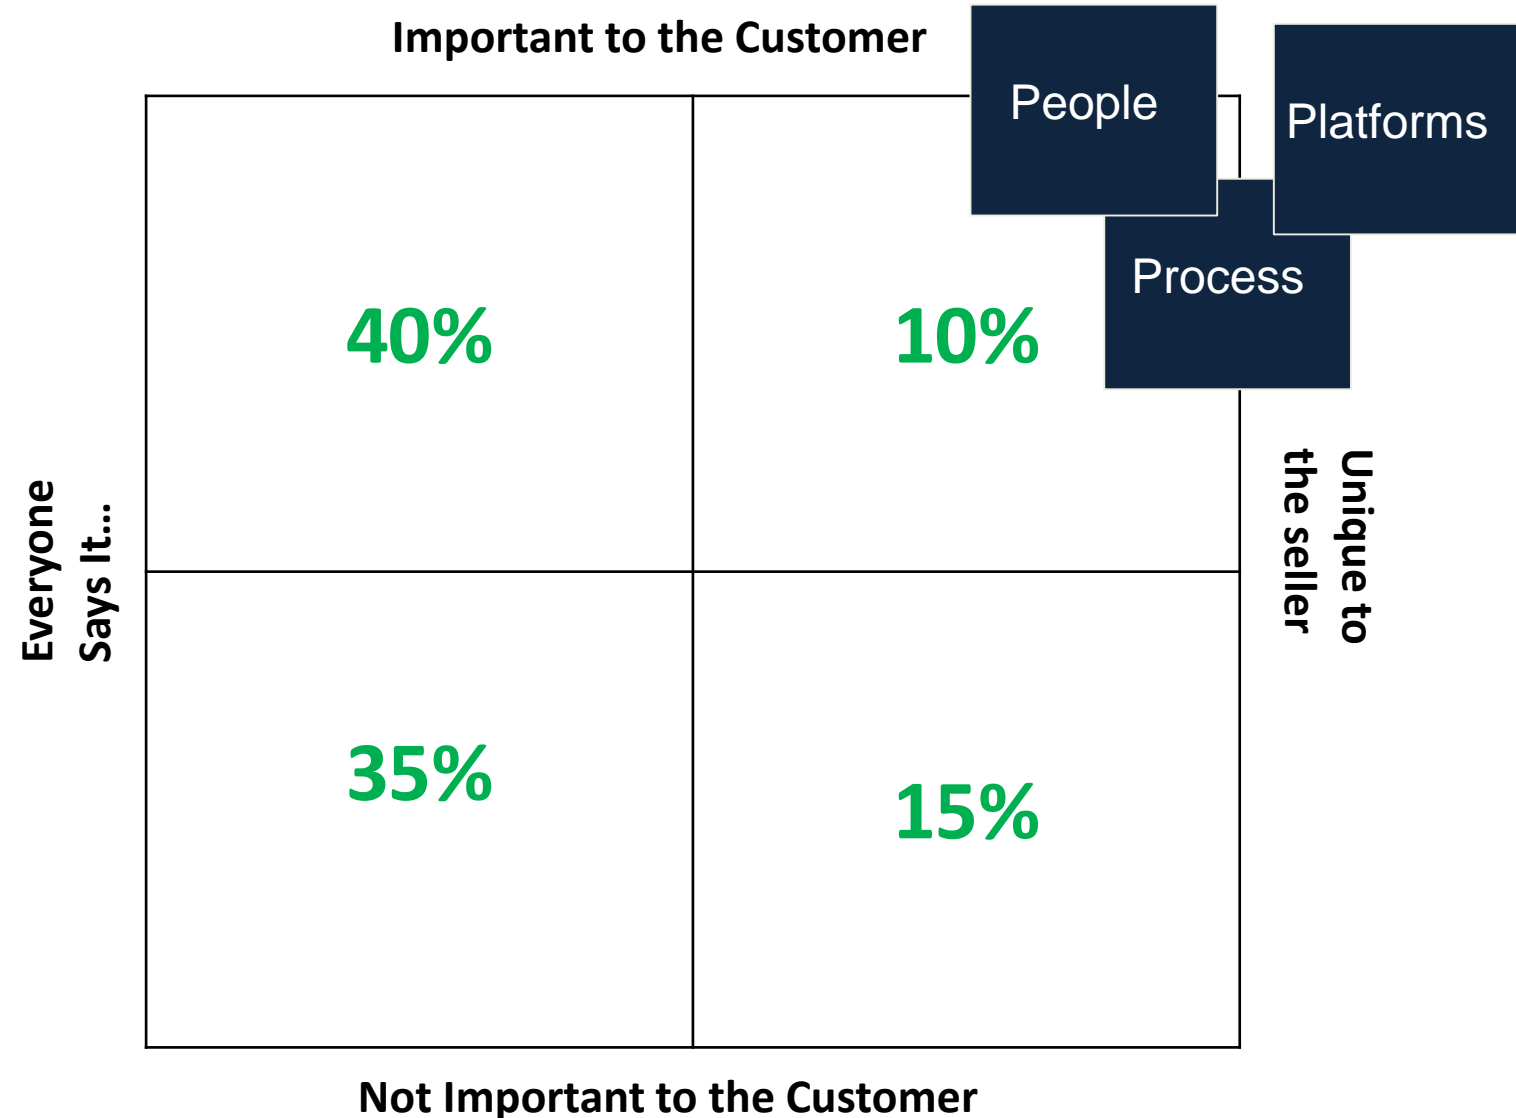 Important to the Customer
People
Platforms
Process
40%
10%
Everyone
Says It...
Unique to
the seller
35%
15%
Not Important to the Customer